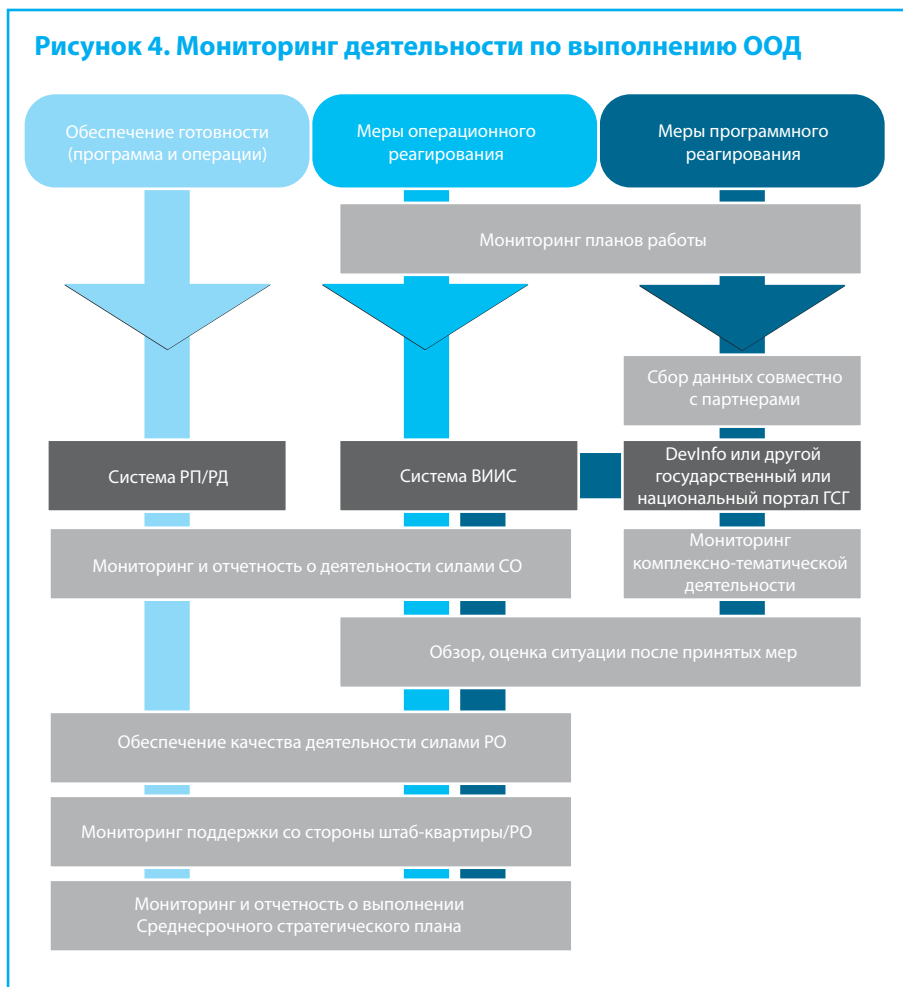 Рисунок 4. Мониторинг деятельности по выполнению ООД
Обеспечение готовности
(программа и операции)
Меры операционного
реагирования
Меры программного
реагирования
Мониторинг планов работы
Сбор данных совместно
с партнерами
Система РП/РД
Система ВИИС
DevInfo или другой
государственный или
национальный портал ГСГ
Мониторинг и отчетность о деятельности силами СО
Мониторинг
комплексно-тематической
деятельности
Обзор, оценка ситуации после принятых мер
Обеспечение качества деятельности силами РО
Мониторинг поддержки со стороны штаб-квартиры/РО
Мониторинг и отчетность о выполнении
Среднесрочного стратегического плана